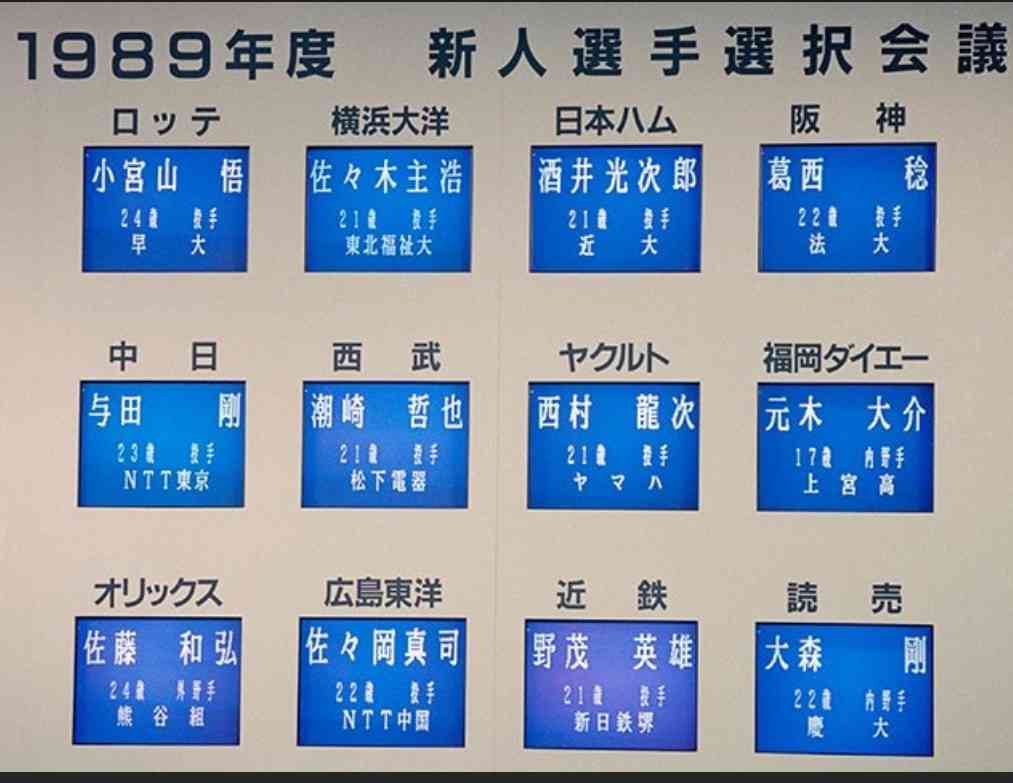 1989年度 新人選手選択会議
ロッテ
小宮山 悟
24歳 投手
早大
横浜大洋
佐々木主浩
21歳 投手
東北福祉大
日本ハム
酒井光次郎
21歳 投手
近大
阪神
葛西 稔
22歳 投手
法大
中日
与田 剛
23歳 投手
NTT東京
西武
潮崎 哲也
21歳 投手
松下電器
ヤクルト
西村 龍次
21歳 投手
ヤマハ
福岡ダイエー
元木 大介
17歳 内野手
上宮高
オリックス
佐藤 和弘
24歳 外野手
熊谷組
広島東洋
佐々岡真司
22歳 投手
NTT中国
近鉄
野茂 英雄
21歳 投手
新日鉄堺
読売
大森 剛
22歳 内野手
慶大